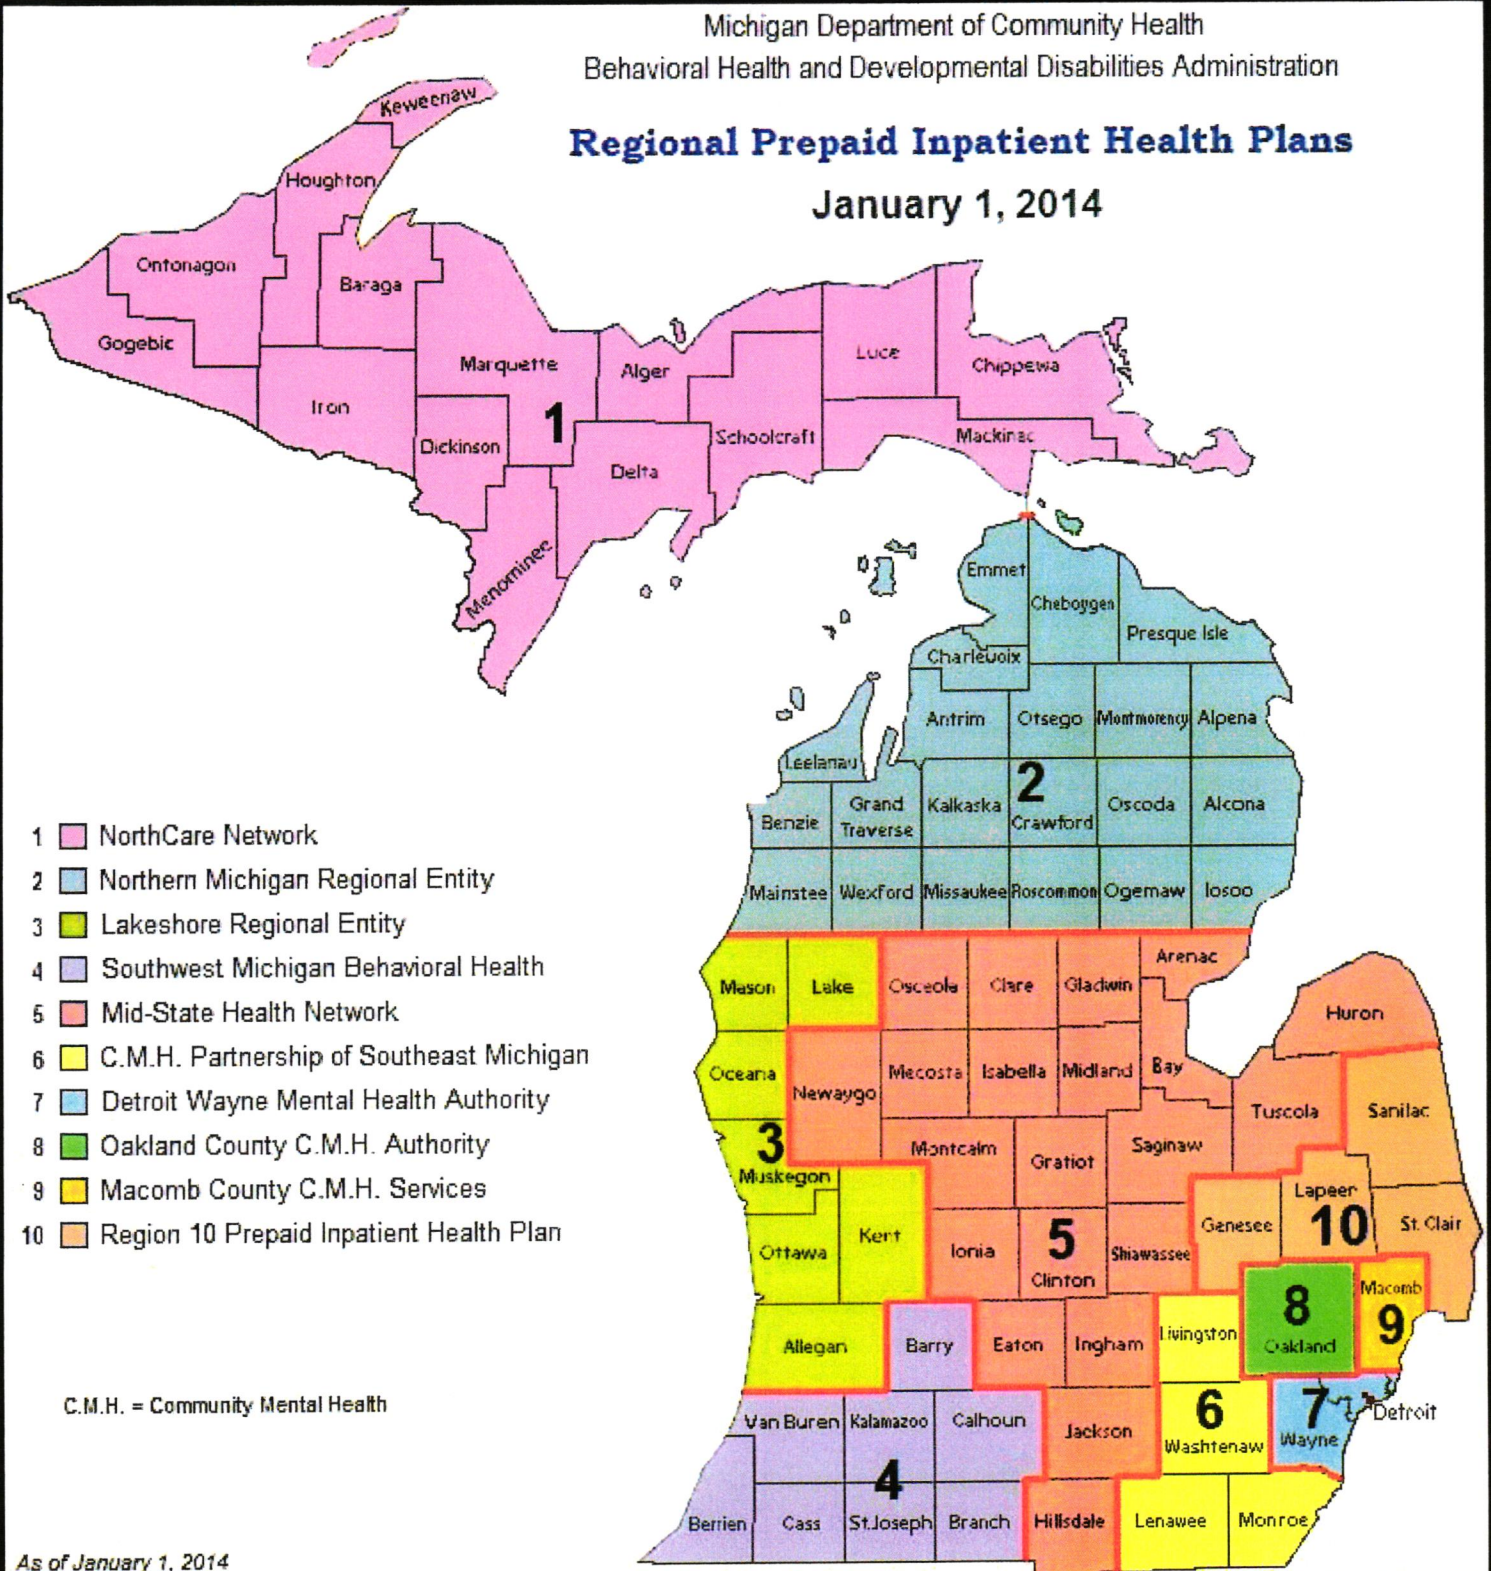 Michigan Department of Community Health
Behavioral Health and Developmental Disabilities Administration
Regional Prepaid Inpatient Health Plans
January 1, 2014
Keweenaw
Houghton
Ontonagon
Baraga
Gogebic
Marquette
Alger
Luce
Chippewa
Iron
1
Dickinson
Schoolcraft
Mackinac
Delta
Menominee
Emmet
Cheboygen
Presque Isle
Charlevoix
Antrim
Otsego
Montmorency
Alpena
Leelanau
2
Benzie
Grand
Traverse
Kalkaska
Crawford
Oscoda
Alcona
Mainstee
Wexford
Missaukee
Roscommon
Ogemaw
Iosoo
1 NorthCare Network
2 Northern Michigan Regional Entity
3 Lakeshore Regional Entity
4 Southwest Michigan Behavioral Health
5 Mid-State Health Network
6 C.M.H. Partnership of Southeast Michigan
7 Detroit Wayne Mental Health Authority
8 Oakland County C.M.H. Authority
9 Macomb County C.M.H. Services
10 Region 10 Prepaid Inpatient Health Plan
Mason
Lake
Osceola
Clare
Gladwin
Arenac
Huron
Oceana
Newaygo
Mecosta
Isabella
Midland
Bay
Tuscola
Sanilac
3
Muskegon
Montcalm
Gratiot
Saginaw
Lapeer
10
Genesee
St. Clair
Ottawa
Kent
Ionia
5
Clinton
Shiawassee
Macomb
9
8
Oakland
Livingston
Allegan
Barry
Eaton
Ingham
C.M.H. = Community Mental Health
Van Buren
Kalamazoo
Calhoun
Jackson
6
Washtenaw
7
Wayne
Detroit
4
Berrien
Cass
St.Joseph
Branch
Hillsdale
Lenawee
Monroe
As of January 1, 2014